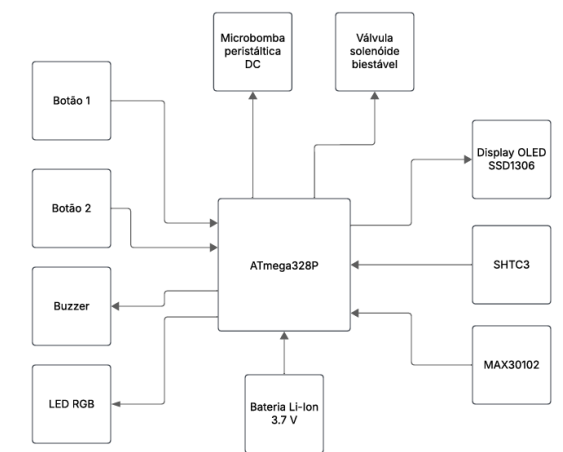 Microbomba
peristáltica
DC
Válvula
solenóide
biestável
Botão 1
Display OLED
SSD1306
Botão 2
ATmega328P
SHTC3
Buzzer
MAX30102
LED RGB
Bateria Li-Ion
3.7 V